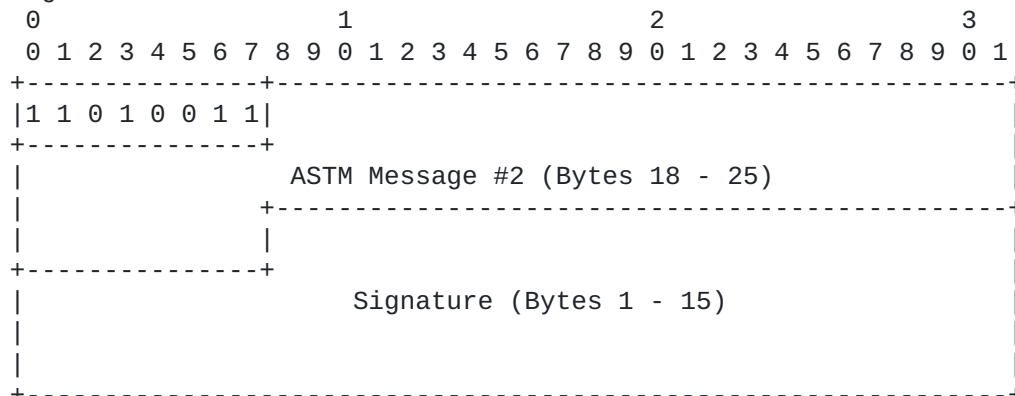 0                   1                   2                   3
 0 1 2 3 4 5 6 7 8 9 0 1 2 3 4 5 6 7 8 9 0 1 2 3 4 5 6 7 8 9 0 1
+---------------+-----------------------------------------------+
|1 1 0 1 0 0 1 1|                                               |
+---------------+                                               |
|                 ASTM Message #2 (Bytes 18 - 25)               |
|               +-----------------------------------------------+
|               |                                               |
+---------------+                                               |
|                     Signature (Bytes 1 - 15)                  |
|                                                               |
|                                                               |
+---------------------------------------------------------------+